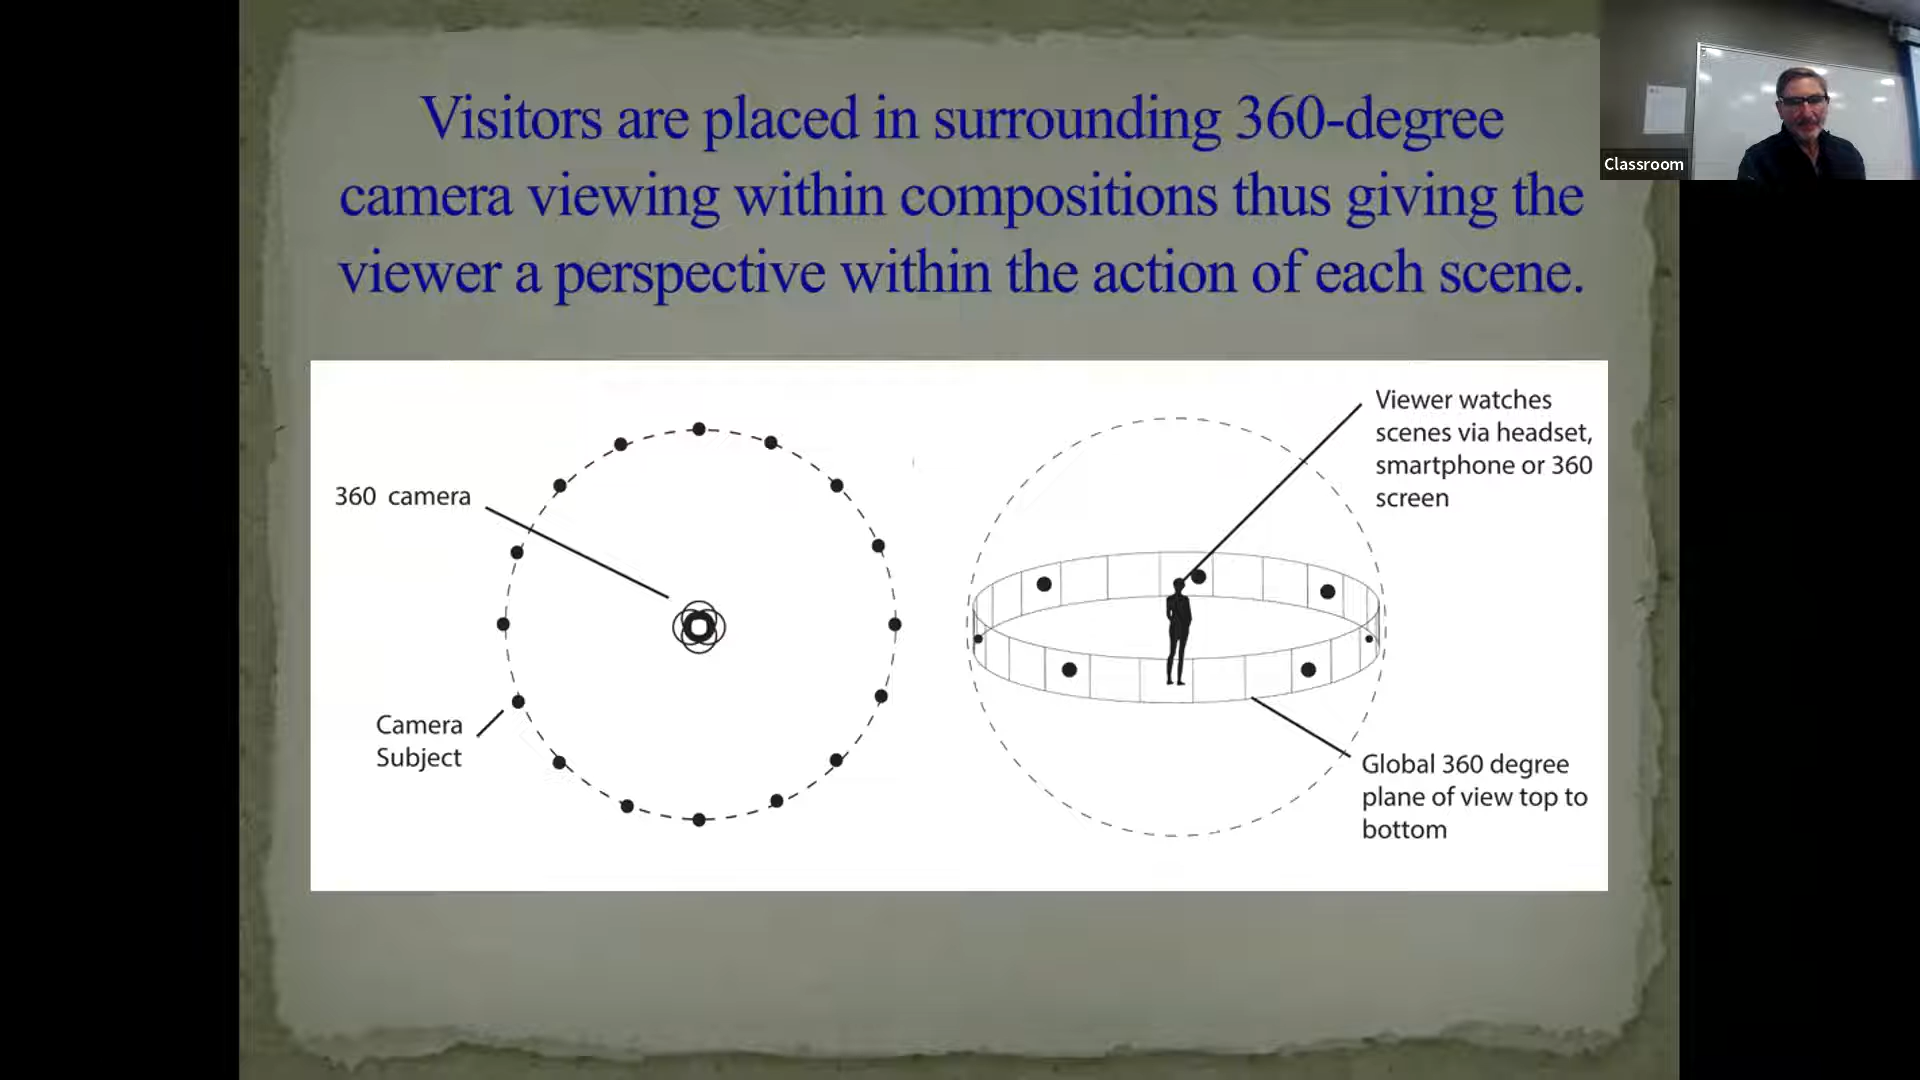 Visitors are placed in surrounding 360-degree
camera viewing within compositions thus giving the
viewer a perspective within the action of each scene.
Classroom
360 camera
Camera
Subject
Viewer watches
scenes via headset,
smartphone or 360
screen
Global 360 degree
plane of view top to
bottom